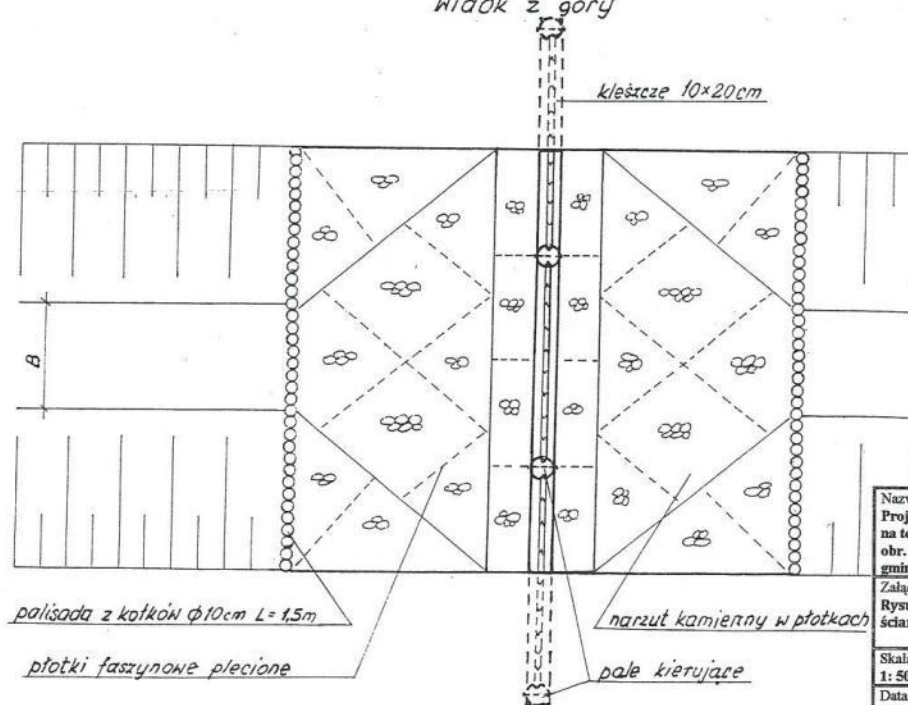 widok z góry
kleszcze 10×20cm
B
palisada z kołków φ10cm L=1,5m
płotki faszynowe plecione
narzut kamienny w płotkach
pale kierujące
Proj
na te
obr.
gmin
Załą
Rysu
ścian
Skala
1: 50
Data